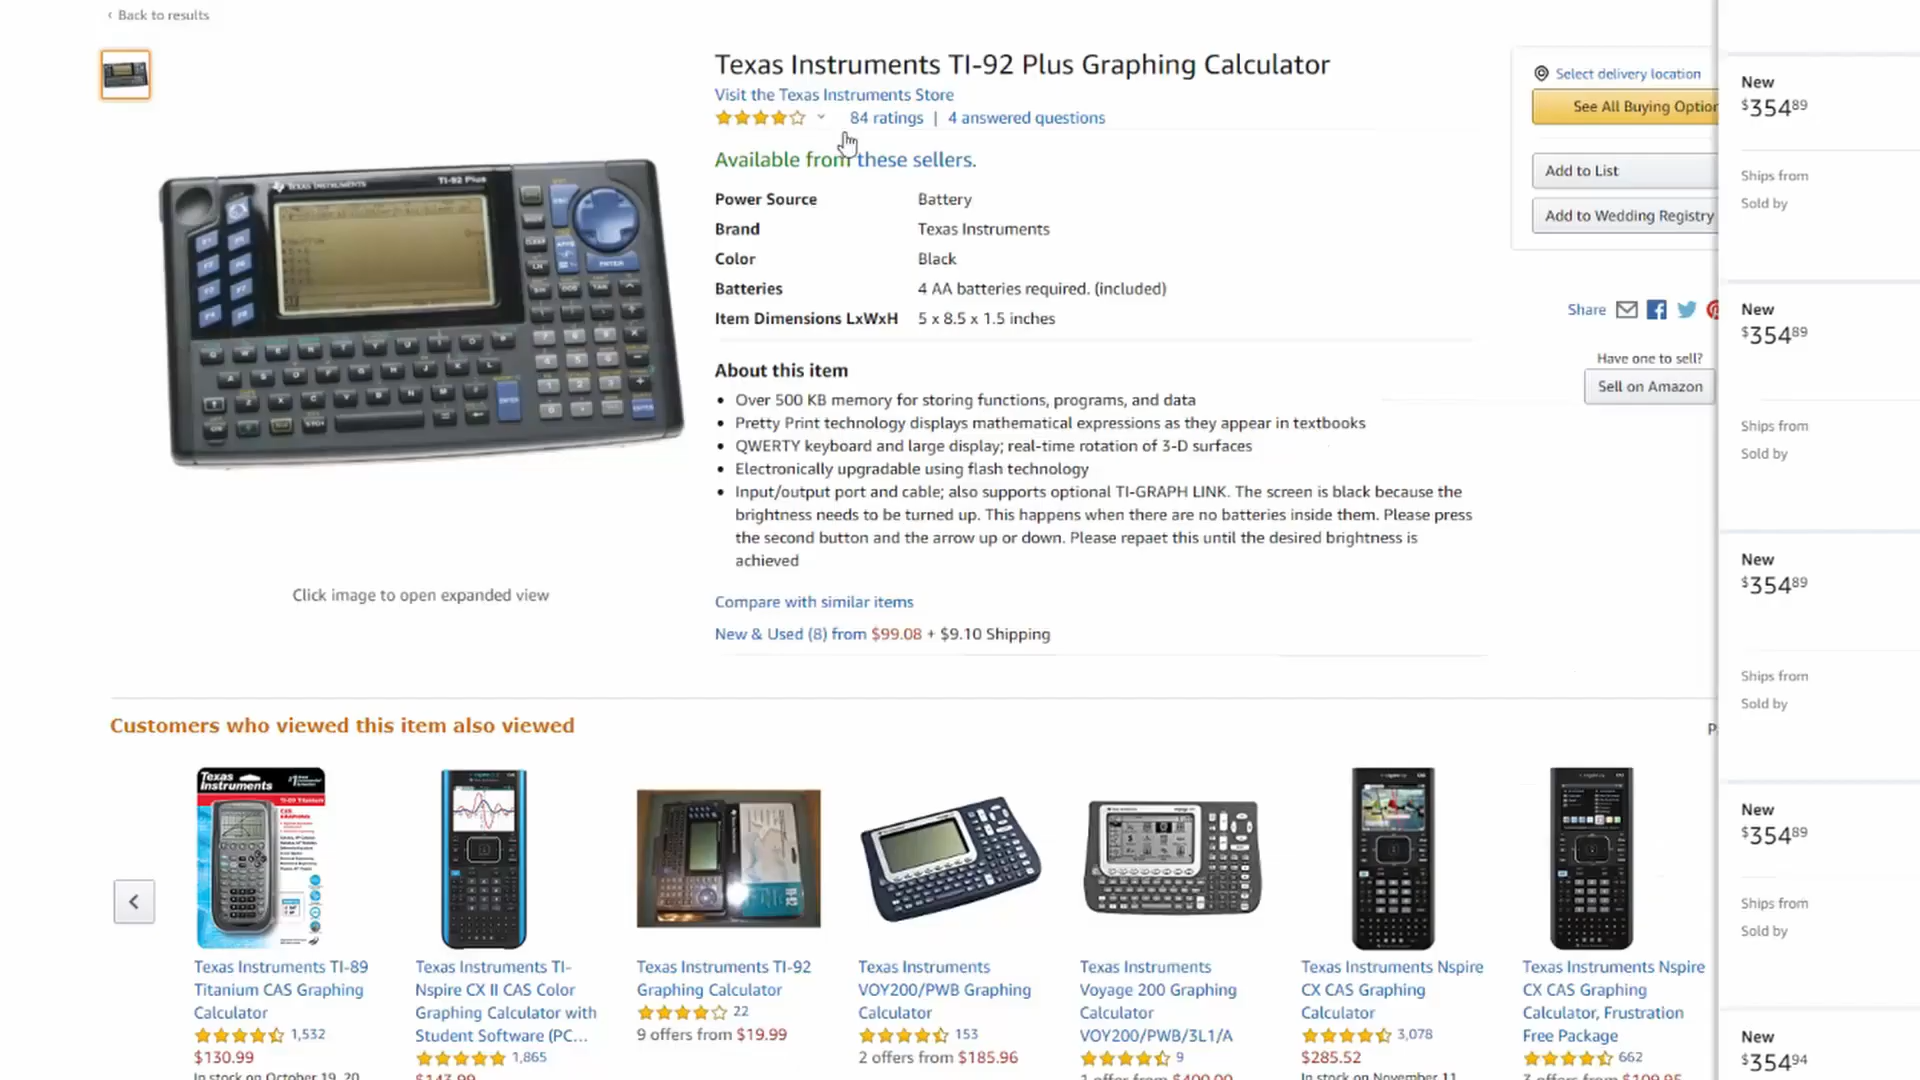 ‹ Back to results
Texas Instruments TI-92 Plus Graphing Calculator
Visit the Texas Instruments Store
84 ratings | 4 answered questions
Available from these sellers.
Power Source Battery
Brand Texas Instruments
Color Black
Batteries 4 AA batteries required. (included)
Item Dimensions LxWxH 5 x 8.5 x 1.5 inches
About this item
• Over 500 KB memory for storing functions, programs, and data
• Pretty Print technology displays mathematical expressions as they appear in textbooks
• QWERTY keyboard and large display; real-time rotation of 3-D surfaces
• Electronically upgradable using flash technology
• Input/output port and cable; also supports optional TI-GRAPH LINK. The screen is black because the
brightness needs to be turned up. This happens when there are no batteries inside them. Please press
the second button and the arrow up or down. Please repaet this until the desired brightness is
achieved
Compare with similar items
New & Used (8) from $99.08 + $9.10 Shipping
TEXAS INSTRUMENTS
TI-92 Plus
Click image to open expanded view
Select delivery location
See All Buying Optio
Add to List
Add to Wedding Registry
Share
Have one to sell?
Sell on Amazon
New
$354 89
Ships from
Sold by
New
$354 89
Ships from
Sold by
New
$354 89
Ships from
Sold by
New
$354 89
Ships from
Sold by
New
$354 94
Customers who viewed this item also viewed
P
Texas Instruments
Texas Instruments TI-89
Titanium CAS Graphing
Calculator
1,532
$130.99
In stock on October 19, 20
Texas Instruments TI-
Nspire CX II CAS Color
Graphing Calculator with
Student Software (PC...
1,865
$143.99
Texas Instruments TI-92
Graphing Calculator
22
9 offers from $19.99
Texas Instruments
VOY200/PWB Graphing
Calculator
153
2 offers from $185.96
Texas Instruments
Voyage 200 Graphing
Calculator
VOY200/PWB/3L1/A
9
1 offer from $400.00
Texas Instruments Nspire
CX CAS Graphing
Calculator
3,078
$285.52
In stock on November 11
Texas Instruments Nspire
CX CAS Graphing
Calculator, Frustration
Free Package
662
3 offers from $109.95